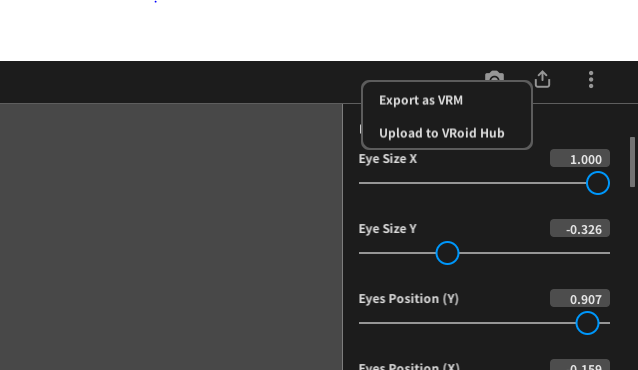 Export as VRM
Upload to VRoid Hub
Eye Size X 1.000
Eye Size Y -0.326
Eyes Position (Y) 0.907
Eyes Position (X) 0.159